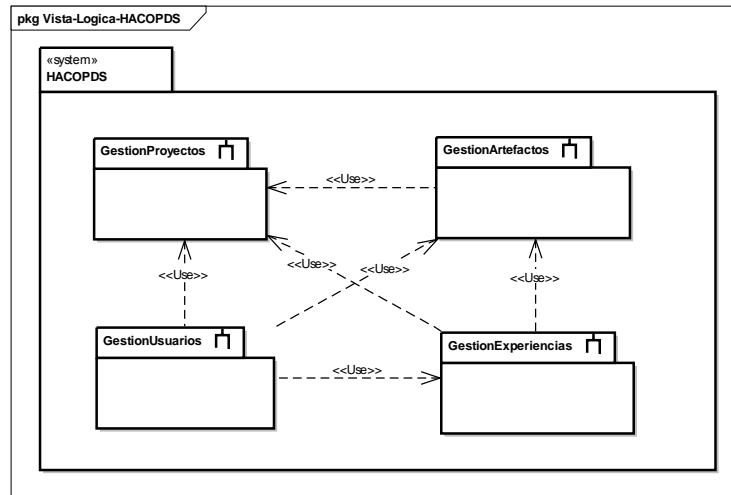 pkg Vista-Logica-HACOPDS
«system»
HACOPDS
GestionProyectos
GestionArtefactos
<<Use>>
<<Use>>
<<Use>>
<<Use>>
<<Use>>
GestionUsuarios
GestionExperiencias
<<Use>>